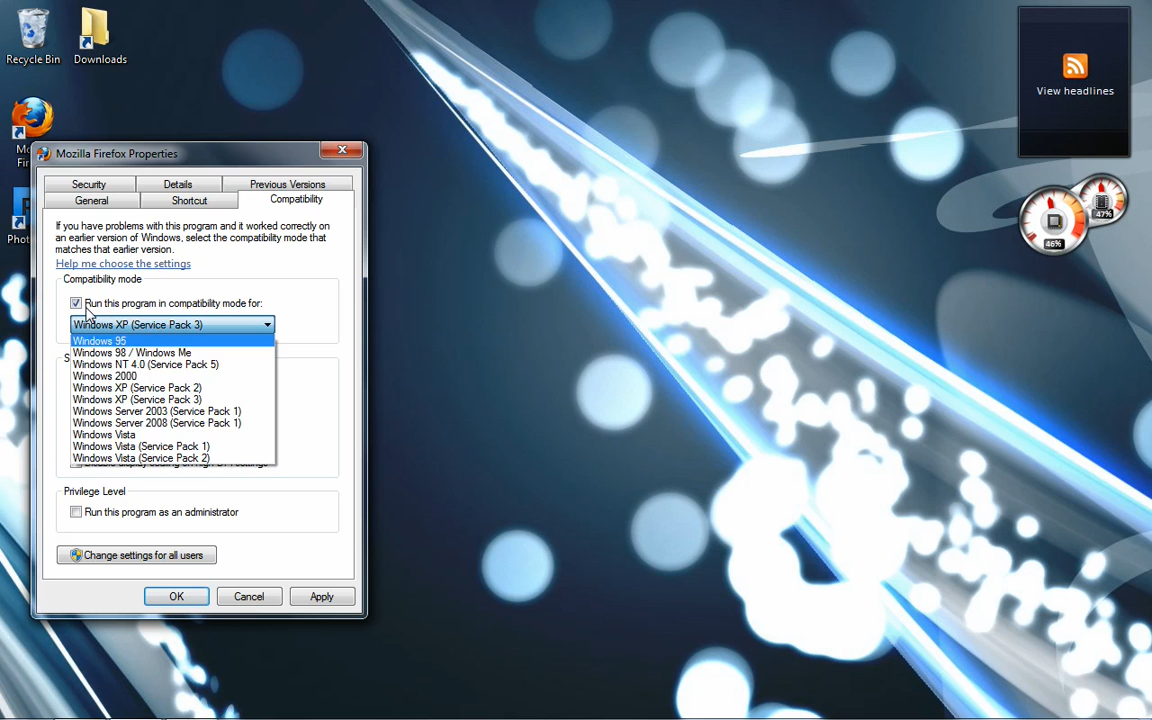 Recycle Bin
Downloads
View headlines
47%
46%
Mozilla Firefox Properties
Security
Details
Previous Versions
General
Shortcut
Compatibility
If you have problems with this program and it worked correctly on
an earlier version of Windows, select the compatibility mode that
matches that earlier version.
Help me choose the settings
Compatibility mode
Run this program in compatibility mode for:
Windows XP (Service Pack 3)
Windows 95
Windows 98 / Windows Me
Windows NT 4.0 (Service Pack 5)
Windows 2000
Windows XP (Service Pack 2)
Windows XP (Service Pack 3)
Windows Server 2003 (Service Pack 1)
Windows Server 2008 (Service Pack 1)
Windows Vista
Windows Vista (Service Pack 1)
Windows Vista (Service Pack 2)
Privilege Level
Run this program as an administrator
Change settings for all users
OK
Cancel
Apply